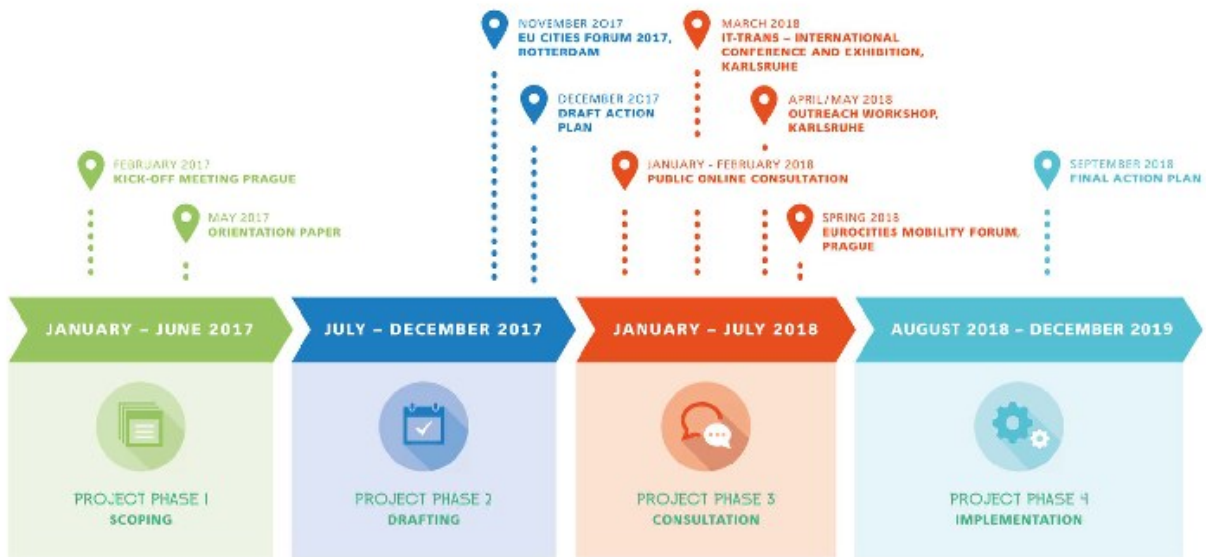 FEBRUARY 2017
KICK-OFF MEETING PRAGUE
MAY 2017
ORIENTATION PAPER
NOVEMBER 2017
EU CITIES FORUM 2017,
ROTTERDAM
DECEMBER 2017
DRAFT ACTION
PLAN
MARCH 2018
IT-TRANS – INTERNATIONAL
CONFERENCE AND EXHIBITION,
KARLSRUHE
APRIL/MAY 2018
OUTREACH WORKSHOP,
KARLSRUHE
JANUARY - FEBRUARY 2018
PUBLIC ONLINE CONSULTATION
SPRING 2018
EUROCITIES MOBILITY FORUM,
PRAGUE
SEPTEMBER 2018
FINAL ACTION PLAN
JANUARY – JUNE 2017
JULY – DECEMBER 2017
JANUARY – JULY 2018
AUGUST 2018 – DECEMBER 2019
PROJECT PHASE 1
SCOPING
PROJECT PHASE 2
DRAFTING
PROJECT PHASE 3
CONSULTATION
PROJECT PHASE 4
IMPLEMENTATION